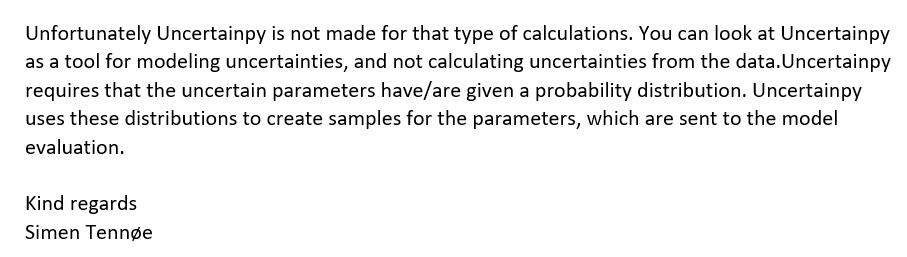 Unfortunately Uncertainpy is not made for that type of calculations. You can look at Uncertainpy
as a tool for modeling uncertainties, and not calculating uncertainties from the data.Uncertainpy
requires that the uncertain parameters have/are given a probability distribution. Uncertainpy
uses these distributions to create samples for the parameters, which are sent to the model
evaluation.
Kind regards
Simen Tennøe